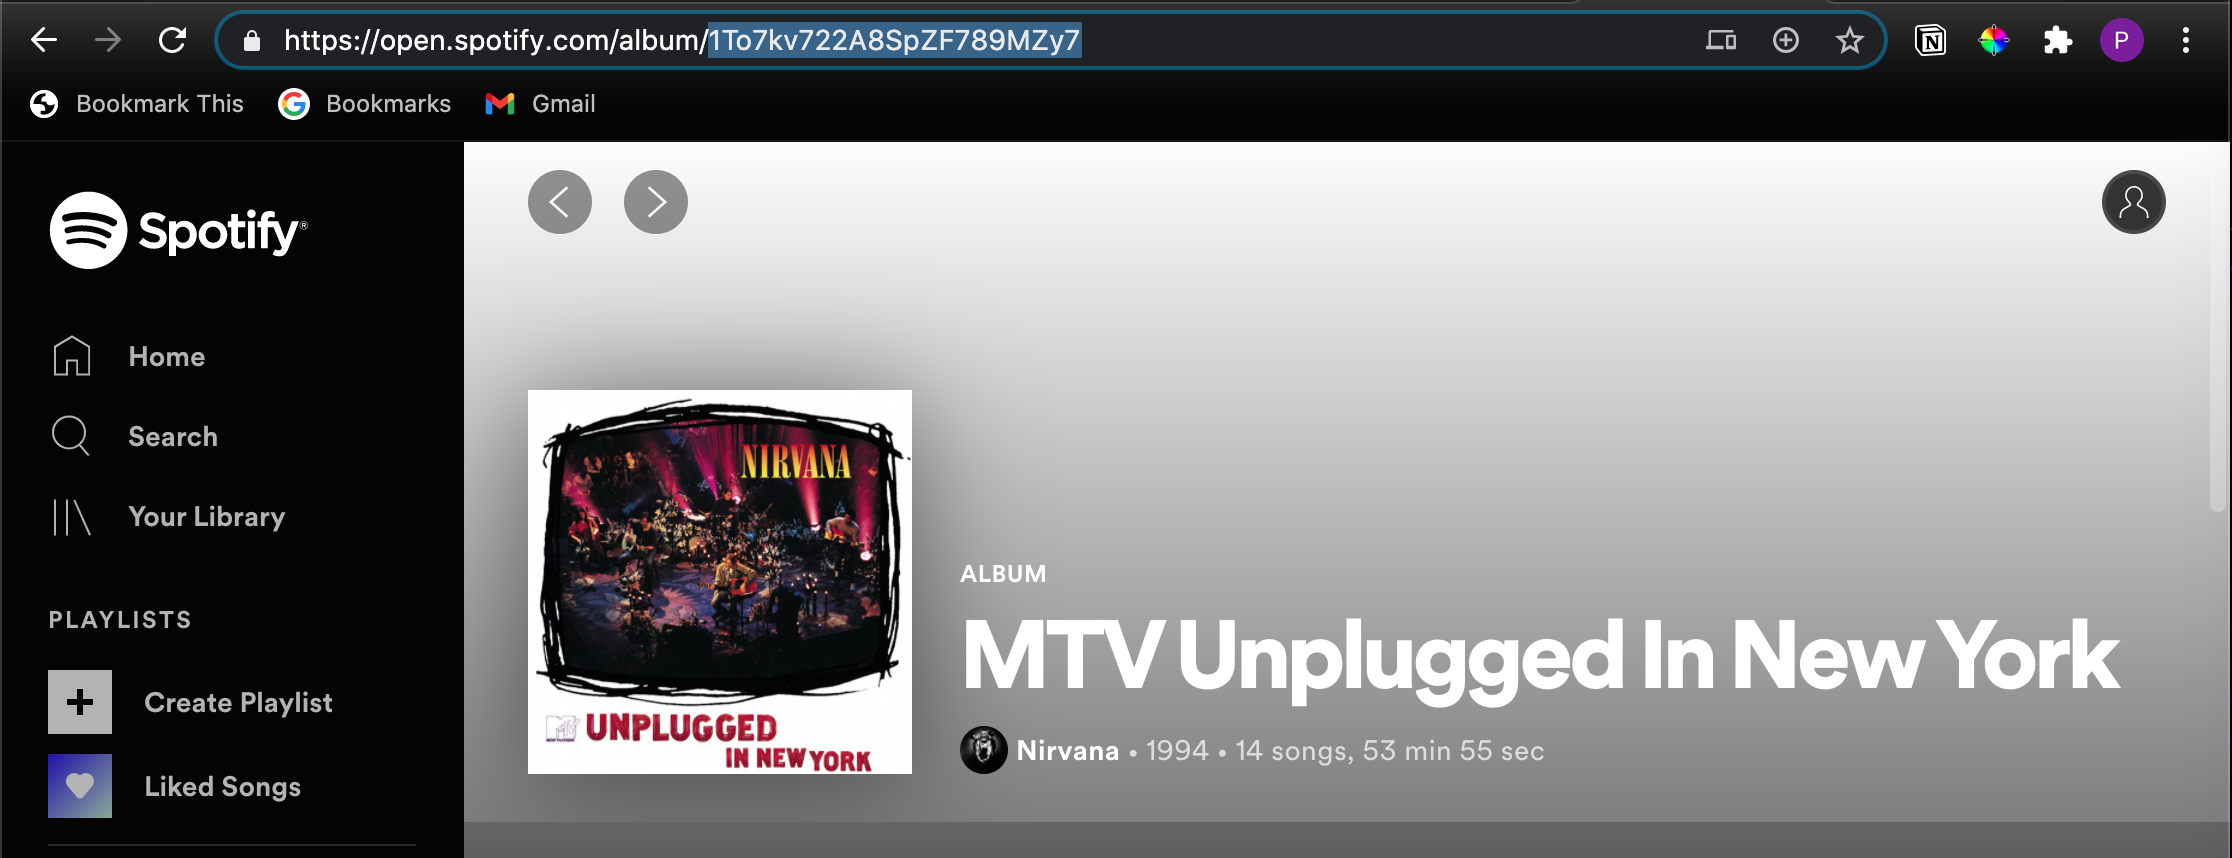 https://open.spotify.com/album/1To7kv722A8SpZF789MZy7
P
Bookmark This
Bookmarks
Gmail
Spotify®
Home
Search
Your Library
PLAYLISTS
Create Playlist
Liked Songs
NIRVANA
MTV UNPLUGGED
IN NEW YORK
ALBUM
MTV Unplugged In New York
Nirvana • 1994 • 14 songs, 53 min 55 sec